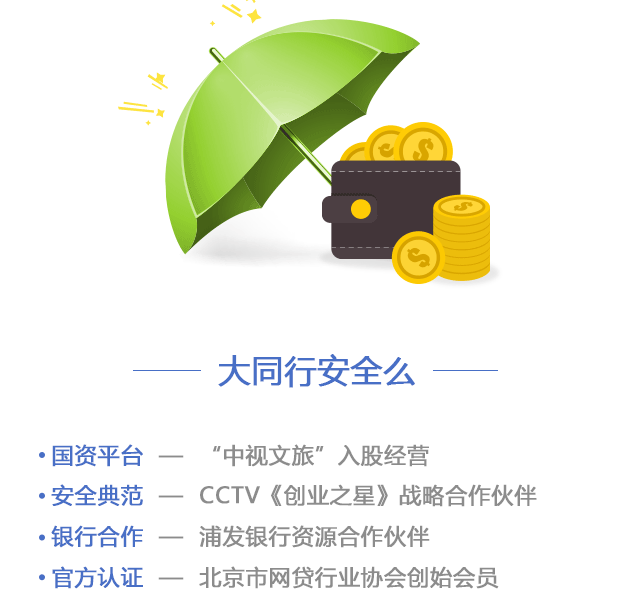 大同行安全么
• 国资平台 — “中视文旅”入股经营
• 安全典范 — CCTV《创业之星》战略合作伙伴
• 银行合作 — 浦发银行资源合作伙伴
• 官方认证 — 北京市网贷行业协会创始会员